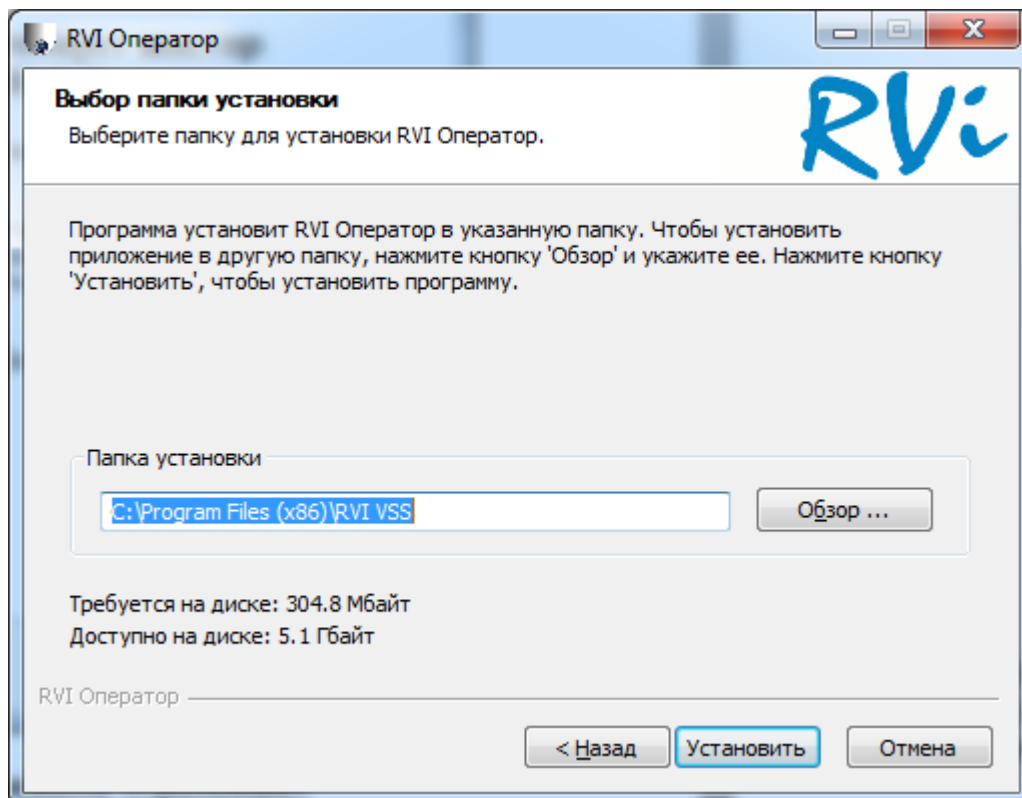 RVI Оператор
Выбор папки установки
Выберите папку для установки RVI Оператор.
RVi
Программа установит RVI Оператор в указанную папку. Чтобы установить
приложение в другую папку, нажмите кнопку 'Обзор' и укажите ее. Нажмите кнопку
'Установить', чтобы установить программу.
Папка установки
C:\Program Files (x86)\RVI VSS
Обзор ...
Требуется на диске: 304.8 Мбайт
Доступно на диске: 5.1 Гбайт
RVI Оператор
< Назад
Установить
Отмена